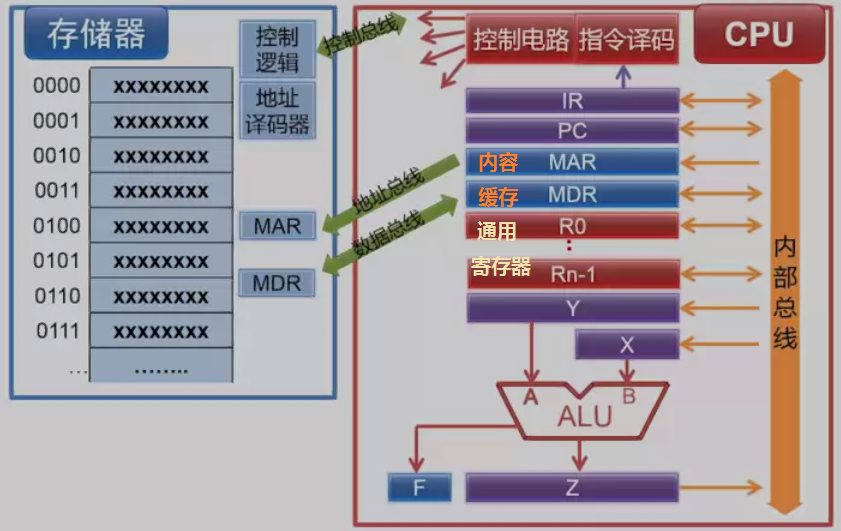 存储器
控制
逻辑
地址
译码器
0000 xxxxxxxx
0001 xxxxxxxx
0010 xxxxxxxx
0011 xxxxxxxx
0100 xxxxxxxx
0101 xxxxxxxx
0110 xxxxxxxx
0111 xxxxxxxx
... ........
MAR
MDR
控制总线
地址总线
数据总线
CPU
控制电路 指令译码
IR
PC
内容 MAR
缓存 MDR
通用 R0
⋮
寄存器 Rn-1
Y
X
A B
ALU
F Z
内部总线